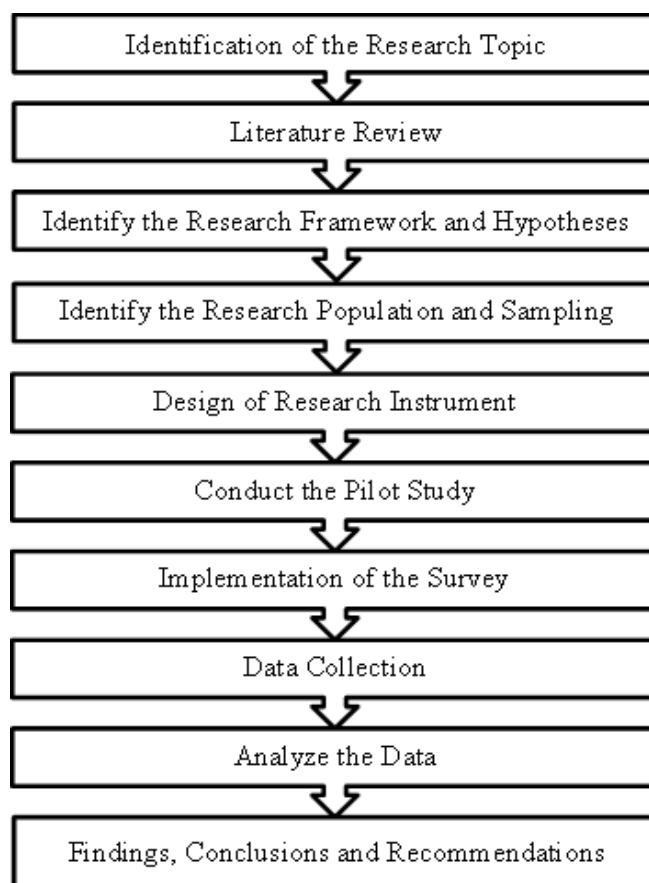 Identification of the Research Topic
Literature Review
Identify the Research Framework and Hypotheses
Identify the Research Population and Sampling
Design of Research Instrument
Conduct the Pilot Study
Implementation of the Survey
Data Collection
Analyze the Data
Findings, Conclusions and Recommendations